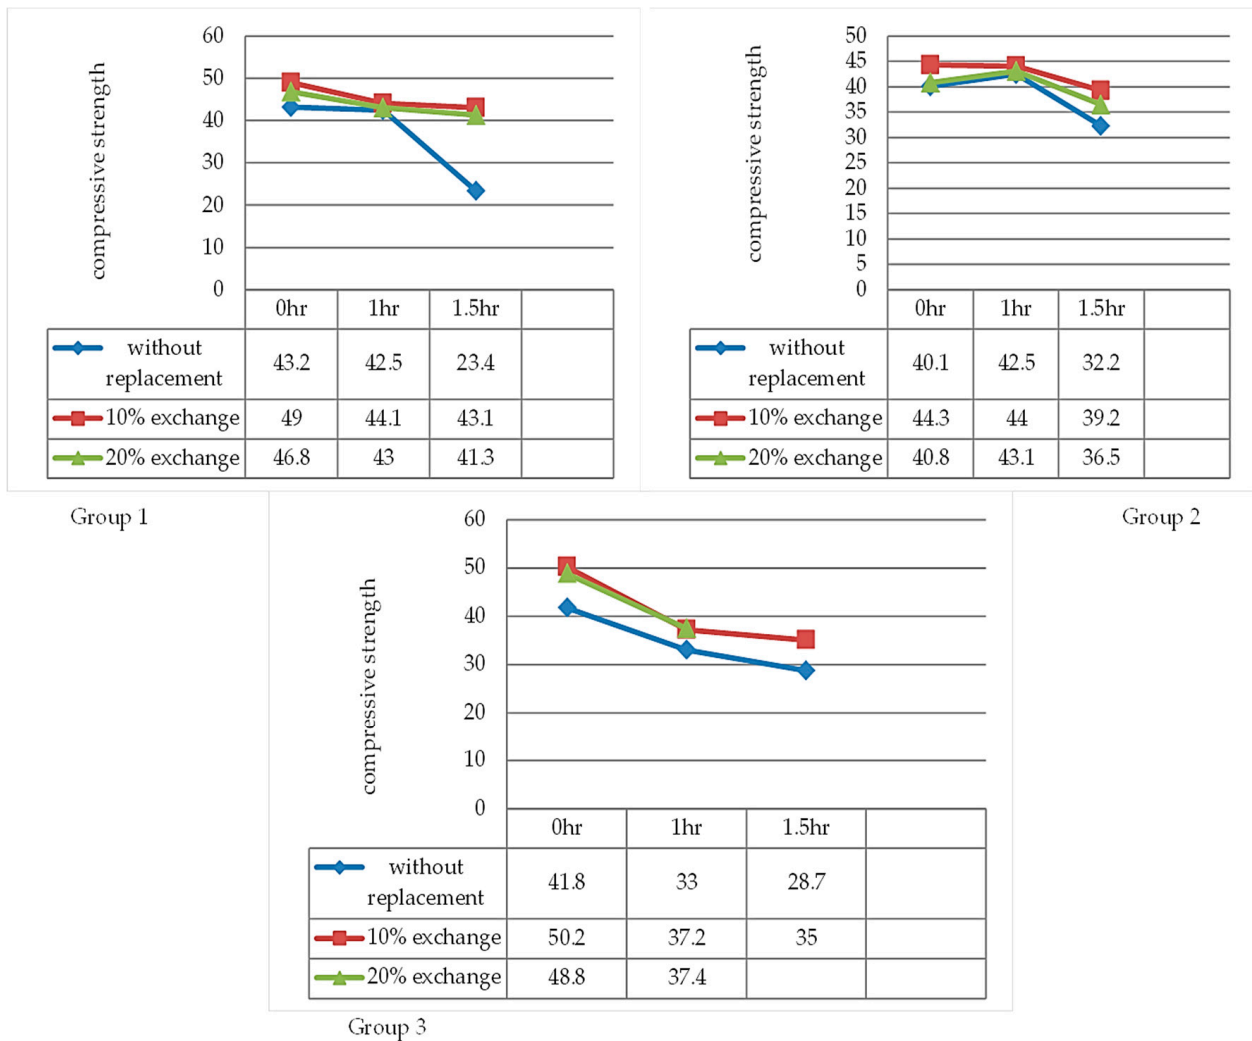 compressive strength
60
50
40
30
20
10
0
0hr 1hr 1.5hr
without
replacement 43.2 42.5 23.4
10% exchange 49 44.1 43.1
20% exchange 46.8 43 41.3
Group 1
compressive strength
50
45
40
35
30
25
20
15
10
5
0
0hr 1hr 1.5hr
without
replacement 40.1 42.5 32.2
10% exchange 44.3 44 39.2
20% exchange 40.8 43.1 36.5
Group 2
compressive strength
60
50
40
30
20
10
0
0hr 1hr 1.5hr
without
replacement 41.8 33 28.7
10% exchange 50.2 37.2 35
20% exchange 48.8 37.4
Group 3